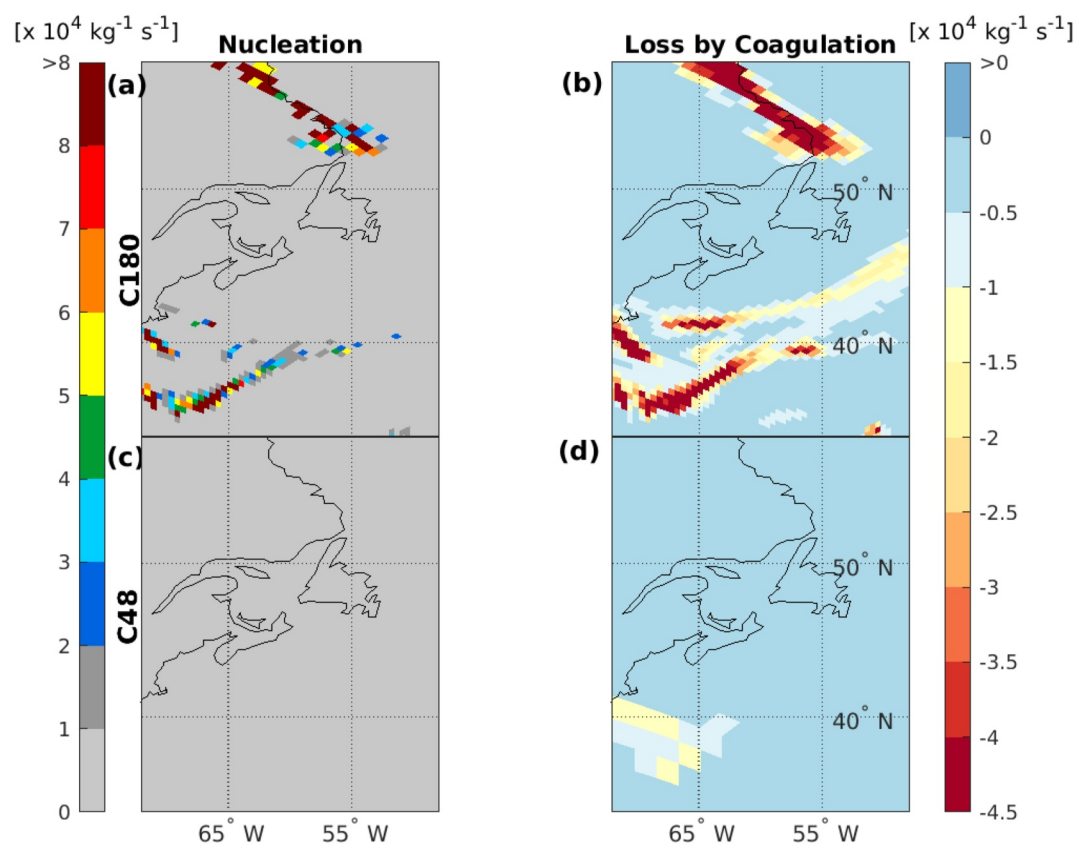 [x 10⁴ kg⁻¹ s⁻¹]
[x 10⁴ kg⁻¹ s⁻¹]
Nucleation
Loss by Coagulation
>8
8
7
6
5
4
3
2
1
0
(a)
C180
(b)
50° N
40° N
(c)
C48
65° W
55° W
(d)
50° N
40° N
65° W
55° W
>0
0
-0.5
-1
-1.5
-2
-2.5
-3
-3.5
-4
-4.5